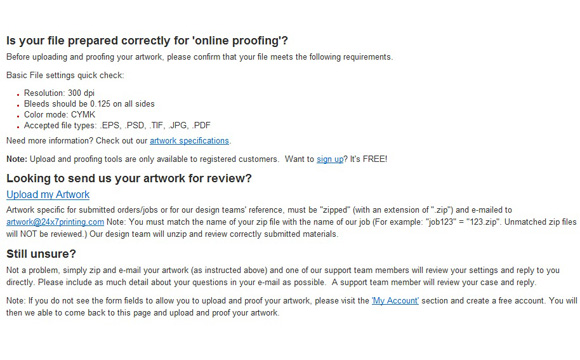 Is your file prepared correctly for 'online proofing'?
Before uploading and proofing your artwork, please confirm that your file meets the following requirements.
Basic File settings quick check:
Resolution: 300 dpi
Bleeds should be 0.125 on all sides
Color mode: CYMK
Accepted file types: .EPS, .PSD, .TIF, .JPG, .PDF
Need more information? Check out our artwork specifications.
Note: Upload and proofing tools are only available to registered customers. Want to sign up? It's FREE!
Looking to send us your artwork for review?
Upload my Artwork
Artwork specific for submitted orders/jobs or for our design teams' reference, must be "zipped" (with an extension of ".zip") and e-mailed to
artwork@24x7printing.com Note: You must match the name of your zip file with the name of our job (For example: "job123" = "123.zip". Unmatched zip files
will NOT be reviewed.) Our design team will unzip and review correctly submitted materials.
Still unsure?
Not a problem, simply zip and e-mail your artwork (as instructed above) and one of our support team members will review your settings and reply to you
directly. Please include as much detail about your questions in your e-mail as possible. A support team member will review your case and reply.
Note: If you do not see the form fields to allow you to upload and proof your artwork, please visit the 'My Account' section and create a free account. You will
then we able to come back to this page and upload and proof your artwork.